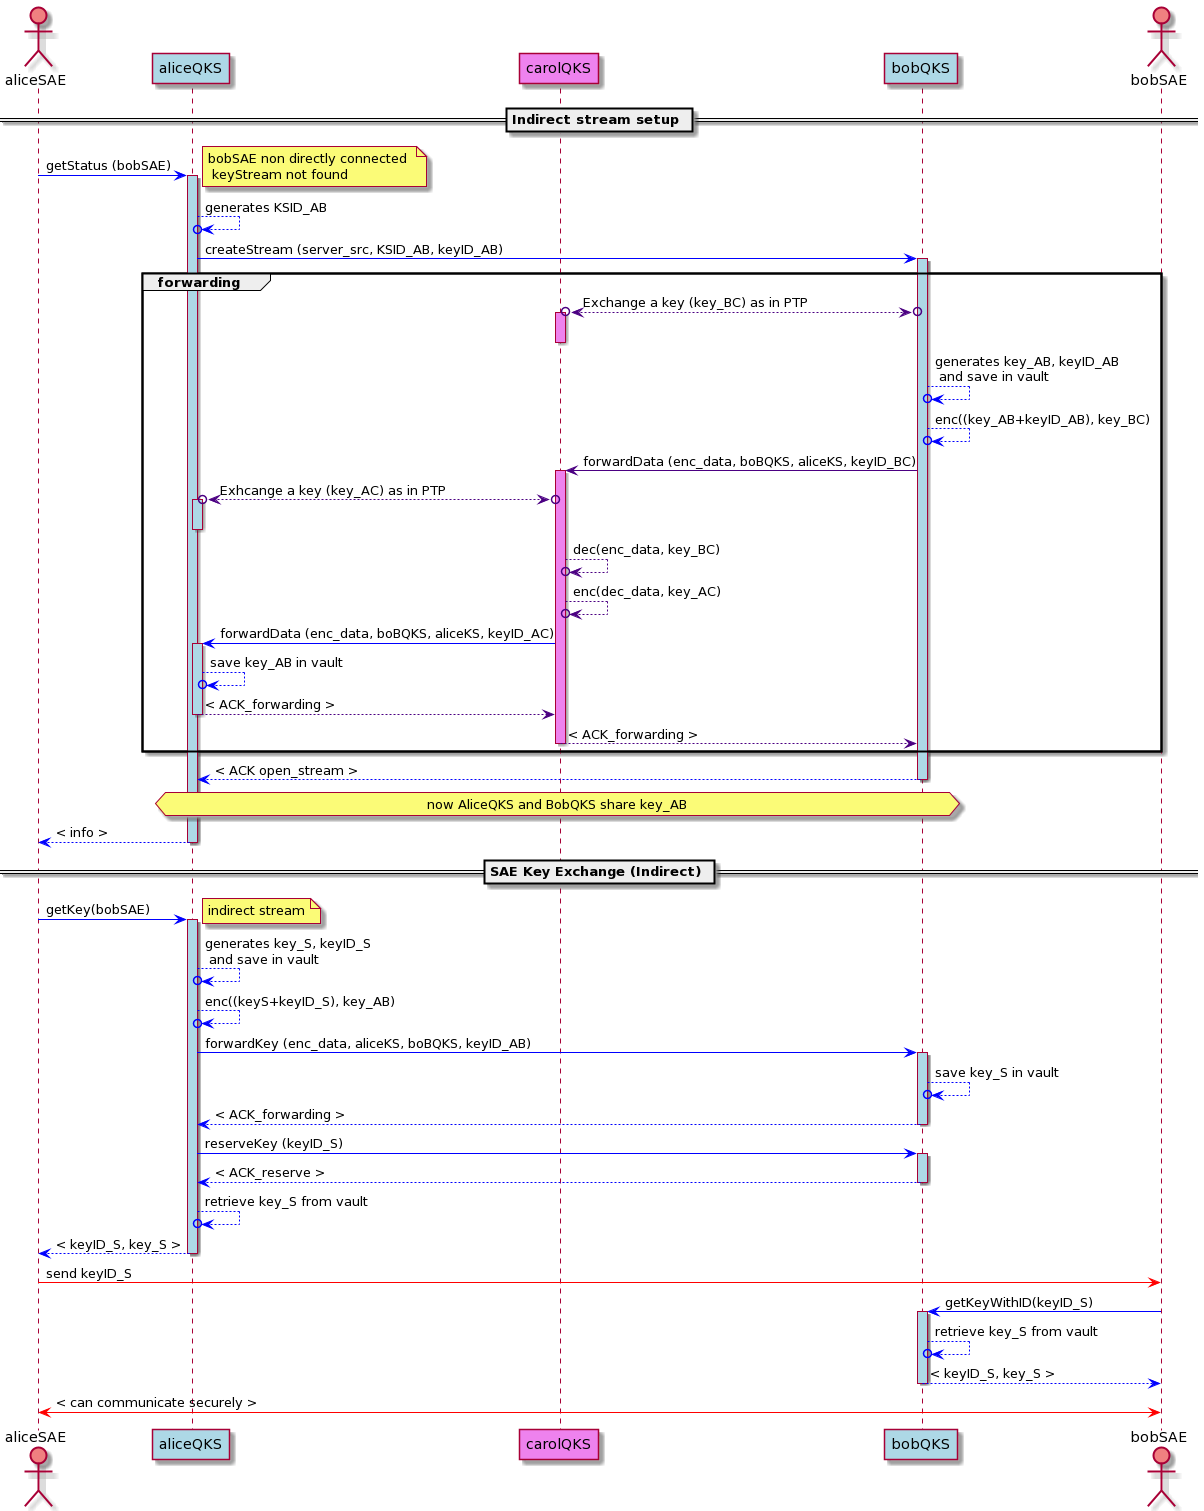 aliceSAE
aliceQKS
carolQKS
bobQKS
bobSAE
Indirect stream setup
getStatus (bobSAE)
bobSAE non directly connected
keyStream not found
generates KSID_AB
createStream (server_src, KSID_AB, keyID_AB)
forwarding
Exchange a key (key_BC) as in PTP
generates key_AB, keyID_AB
and save in vault
enc((key_AB+keyID_AB), key_BC)
forwardData (enc_data, boBQKS, aliceKS, keyID_BC)
Exhcange a key (key_AC) as in PTP
dec(enc_data, key_BC)
enc(dec_data, key_AC)
forwardData (enc_data, boBQKS, aliceKS, keyID_AC)
save key_AB in vault
< ACK_forwarding >
< ACK_forwarding >
< ACK open_stream >
now AliceQKS and BobQKS share key_AB
< info >
SAE Key Exchange (Indirect)
getKey(bobSAE)
indirect stream
generates key_S, keyID_S
and save in vault
enc((keyS+keyID_S), key_AB)
forwardKey (enc_data, aliceKS, boBQKS, keyID_AB)
save key_S in vault
< ACK_forwarding >
reserveKey (keyID_S)
< ACK_reserve >
retrieve key_S from vault
< keyID_S, key_S >
send keyID_S
getKeyWithID(keyID_S)
retrieve key_S from vault
< keyID_S, key_S >
< can communicate securely >
aliceSAE
aliceQKS
carolQKS
bobQKS
bobSAE